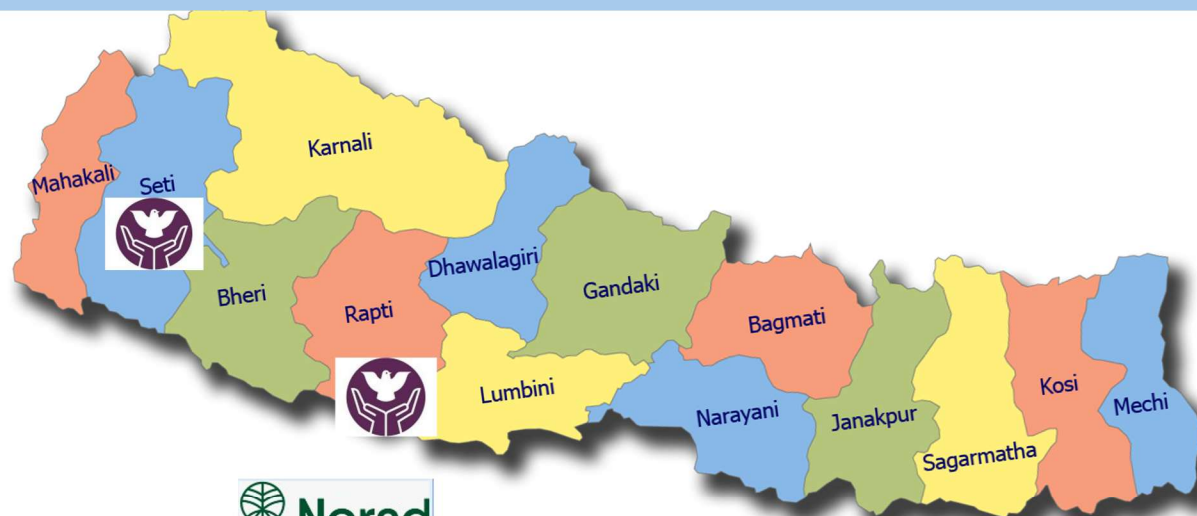 Karnali
Mahakali
Seti
Dhawalagiri
Gandaki
Bheri
Rapti
Bagmati
Lumbini
Kosi
Mechi
Narayani
Janakpur
Sagarmatha
Norad